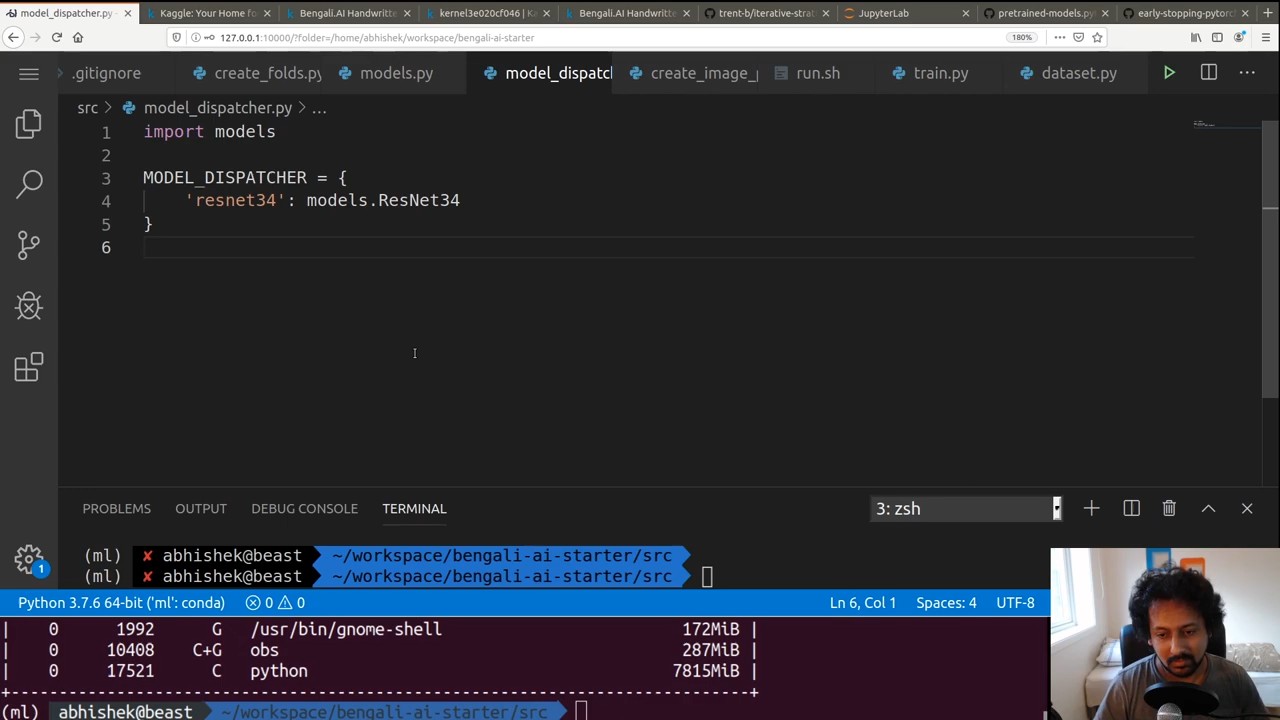 model_dispatcher.py -
Kaggle: Your Home fo
Bengali.AI Handwritte
kernel3e020cf046 | Ka
Bengali.AI Handwritte
trent-b/iterative-strat
JupyterLab
pretrained-models.py
early-stopping-pytorch
127.0.0.1:10000/?folder=/home/abhishek/workspace/bengali-ai-starter
180%
.gitignore
create_folds.py
models.py
model_dispatc
create_image_p
run.sh
train.py
dataset.py
src > model_dispatcher.py > ...
1 import models
2
3 MODEL_DISPATCHER = {
4 'resnet34': models.ResNet34
5 }
6
PROBLEMS OUTPUT DEBUG CONSOLE TERMINAL
3: zsh
(ml) ✘ abhishek@beast ~/workspace/bengali-ai-starter/src
(ml) ✘ abhishek@beast ~/workspace/bengali-ai-starter/src
1
Python 3.7.6 64-bit ('ml': conda) 0 0 Ln 6, Col 1 Spaces: 4 UTF-8
| 0 1992 G /usr/bin/gnome-shell 172MiB |
| 0 10408 C+G obs 287MiB |
| 0 17521 C python 7815MiB |
+-----------------------------------------------------------------------------+
(ml) abhishek@beast ~/workspace/bengali-ai-starter/src